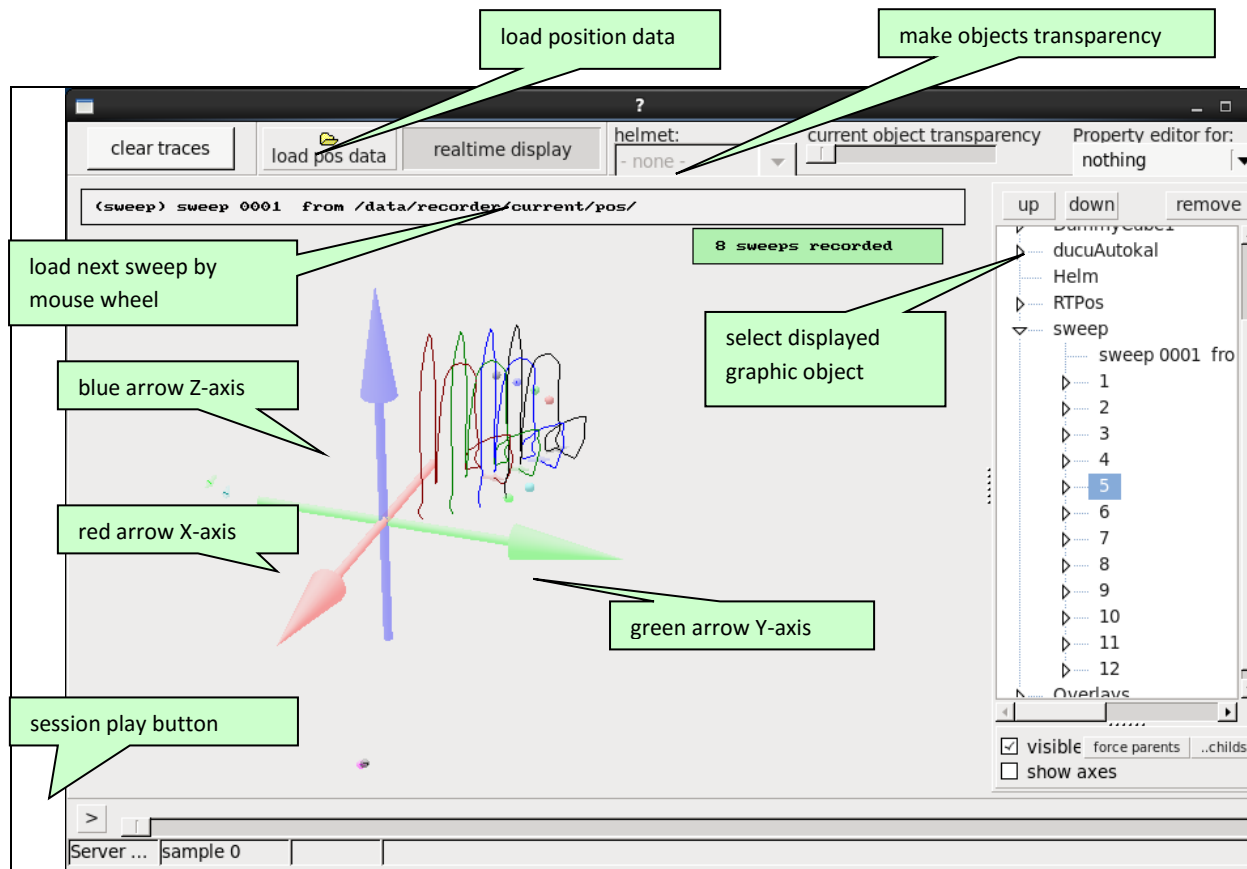 load position data
make objects transparency
?
clear traces
load pos data
realtime display
helmet:
- none -
current object transparency
Property editor for:
nothing
(sweep) sweep 0001 from /data/recorder/current/pos/
8 sweeps recorded
up
down
remove
DummyCube1
ducuAutokal
Helm
RTPos
sweep
sweep 0001 fro
1
2
3
4
5
6
7
8
9
10
11
12
Overlays
load next sweep by
mouse wheel
select displayed
graphic object
blue arrow Z-axis
red arrow X-axis
green arrow Y-axis
session play button
visible
force parents
..childs
show axes
>
Server ...
sample 0